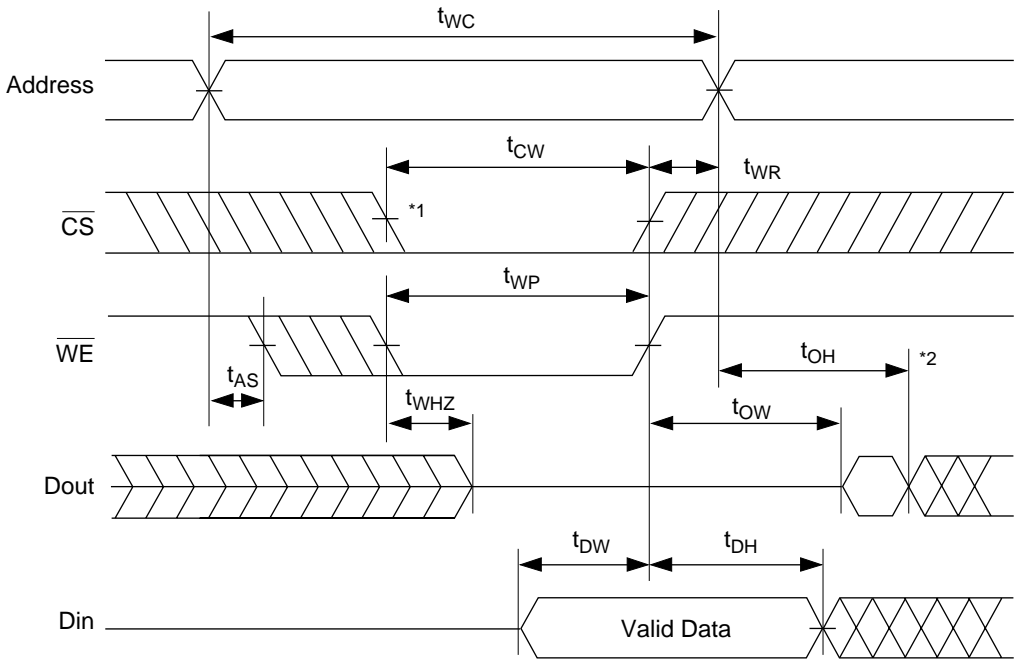 tWC
Address
tCW
tWR
*1
CS
tWP
WE
tOH
*2
tAS
tWHZ
tOW
Dout
tDW
tDH
Din
Valid Data